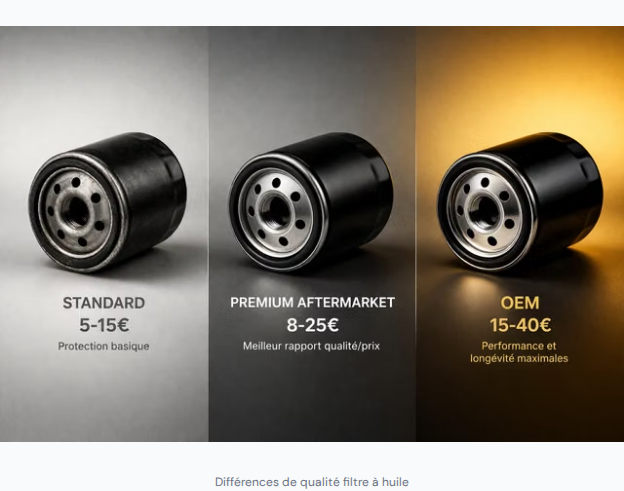 STANDARD
5-15€
Protection basique
PREMIUM AFTERMARKET
8-25€
Meilleur rapport qualité/prix
OEM
15-40€
Performance et
longévité maximales
Différences de qualité filtre à huile